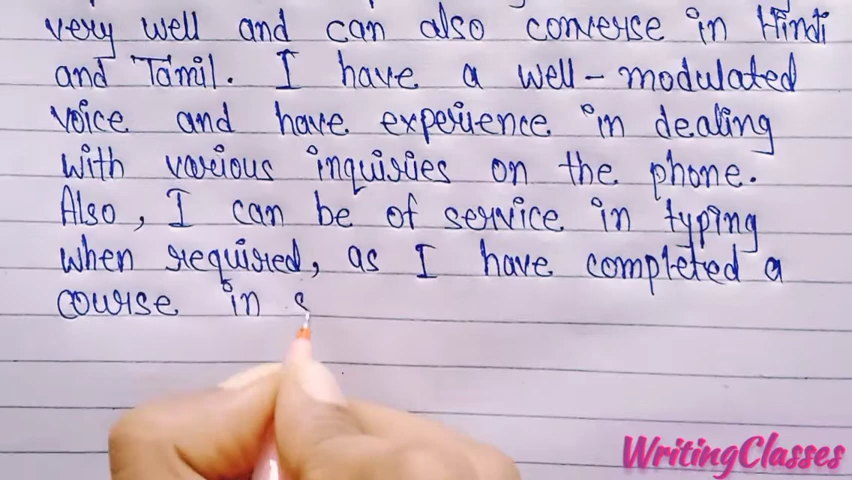 very well and can also converse in Hindi
and Tamil. I have a well-modulated
voice and have experience in dealing
with various inquiries on the phone.
Also, I can be of service in typing
when required, as I have completed a
course in s
WritingClasses